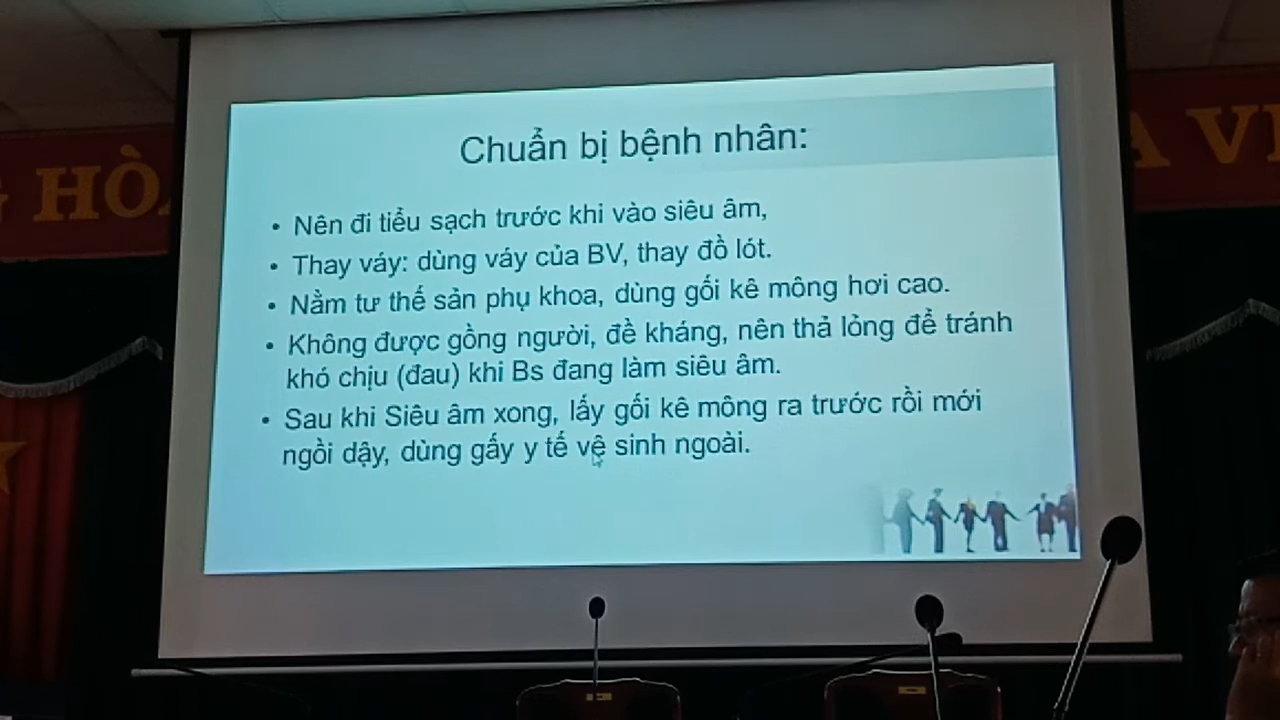 HÒA
A VI
Chuẩn bị bệnh nhân:
• Nên đi tiểu sạch trước khi vào siêu âm,
• Thay váy: dùng váy của BV, thay đồ lót.
• Nằm tư thế sản phụ khoa, dùng gối kê mông hơi cao.
• Không được gồng người, đề kháng, nên thả lỏng để tránh
khó chịu (đau) khi Bs đang làm siêu âm.
• Sau khi Siêu âm xong, lấy gối kê mông ra trước rồi mới
ngồi dậy, dùng gấy y tế vệ sinh ngoài.